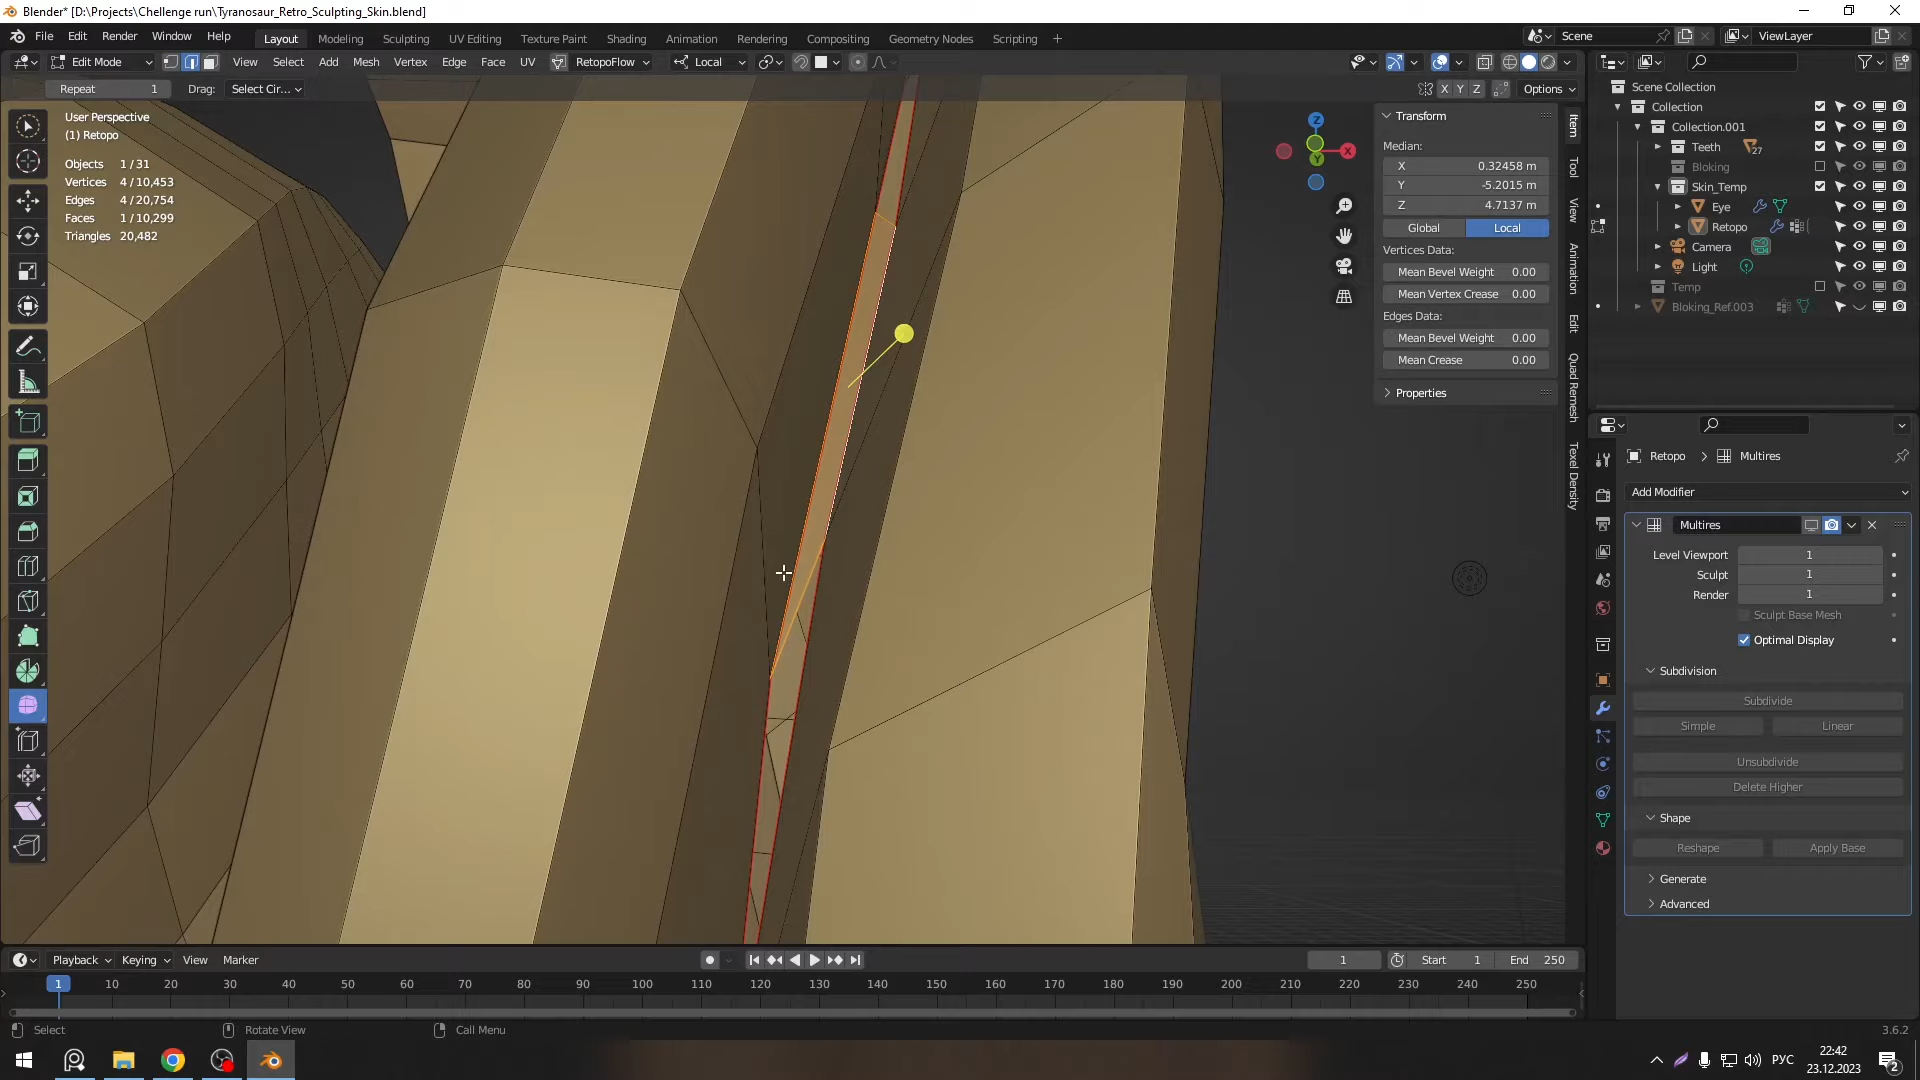 Blender* [D:\Projects\Chellenge run\Tyranosaur_Retro_Sculpting_Skin.blend]
File Edit Render Window Help Layout Modeling Sculpting UV Editing Texture Paint Shading Animation Rendering Compositing Geometry Nodes Scripting + Scene ViewLayer
Edit Mode View Select Add Mesh Vertex Edge Face UV RetopoFlow Local
Repeat 1 Drag: Select Cir... X Y Z Options
User Perspective
(1) Retopo
Objects 1 / 31
Vertices 4 / 10,453
Edges 4 / 20,754
Faces 1 / 10,299
Triangles 20,482
Z
X
Y
Transform
Median:
X 0.32458 m
Y -5.2015 m
Z 4.7137 m
Global Local
Vertices Data:
Mean Bevel Weight 0.00
Mean Vertex Crease 0.00
Edges Data:
Mean Bevel Weight 0.00
Mean Crease 0.00
Properties
Item
Tool
View
Animation
Edit
Quad Remesh
Texel Density
Scene Collection
Collection
Collection.001
Teeth 27
Bloking
Skin_Temp
Eye
Retopo
Camera
Light
Temp
Bloking_Ref.003
Retopo > Multires
Add Modifier
Multires
Level Viewport 1
Sculpt 1
Render 1
Sculpt Base Mesh
Optimal Display
Subdivision
Subdivide
Simple Linear
Unsubdivide
Delete Higher
Shape
Reshape Apply Base
Generate
Advanced
Playback Keying View Marker 1 Start 1 End 250
1 10 20 30 40 50 60 70 80 90 100 110 120 130 140 150 160 170 180 190 200 210 220 230 240 250
Select Rotate View Call Menu 3.6.2
РУС
22:42
23.12.2023
2